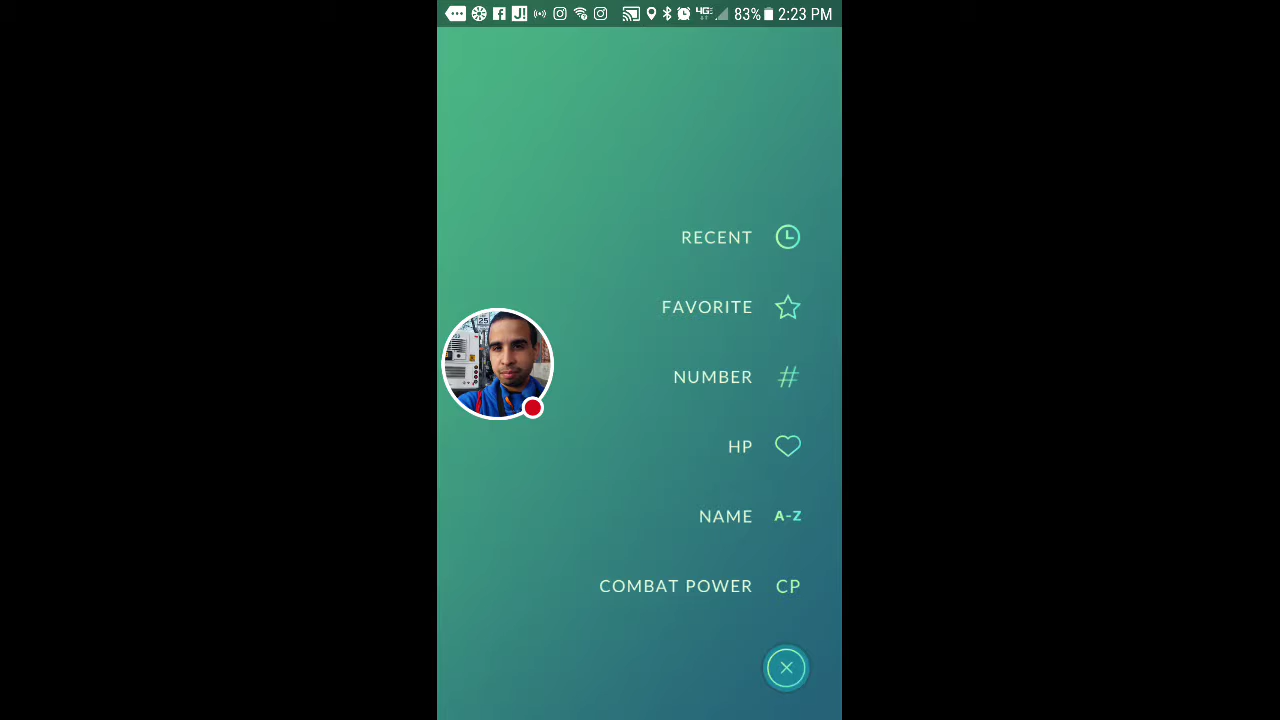 83% 2:23 PM
RECENT
FAVORITE
NUMBER #
HP
NAME A-Z
COMBAT POWER CP